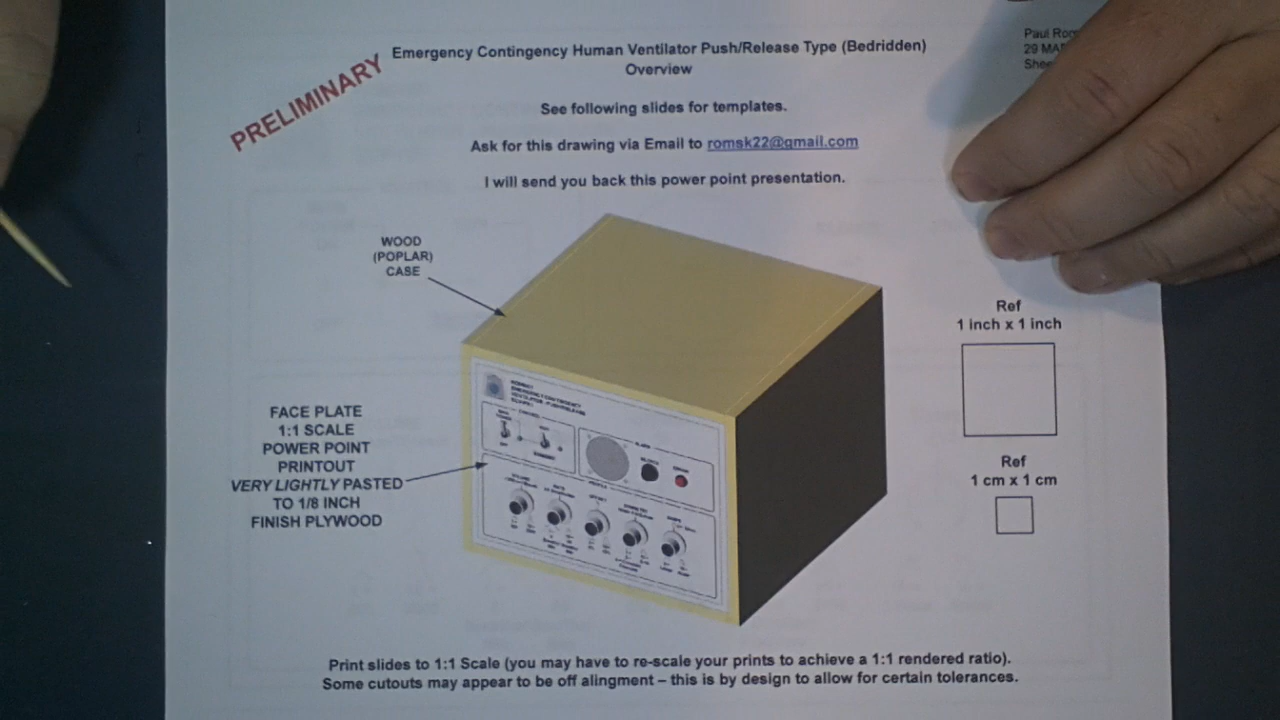 PRELIMINARY
Emergency Contingency Human Ventilator Push/Release Type (Bedridden)
Overview
Paul
29
See following slides for templates.
Ask for this drawing via Email to romsk22@gmail.com
I will send you back this power point presentation.
WOOD
(POPLAR)
CASE
FACE PLATE
1:1 SCALE
POWER POINT
PRINTOUT
VERY LIGHTLY PASTED
TO 1/8 INCH
FINISH PLYWOOD
EMERGENCY CONTINGENCY
Ref
1 inch x 1 inch
Ref
1 cm x 1 cm
Print slides to 1:1 Scale (you may have to re-scale your prints to achieve a 1:1 rendered ratio).
Some cutouts may appear to be off alingment – this is by design to allow for certain tolerances.